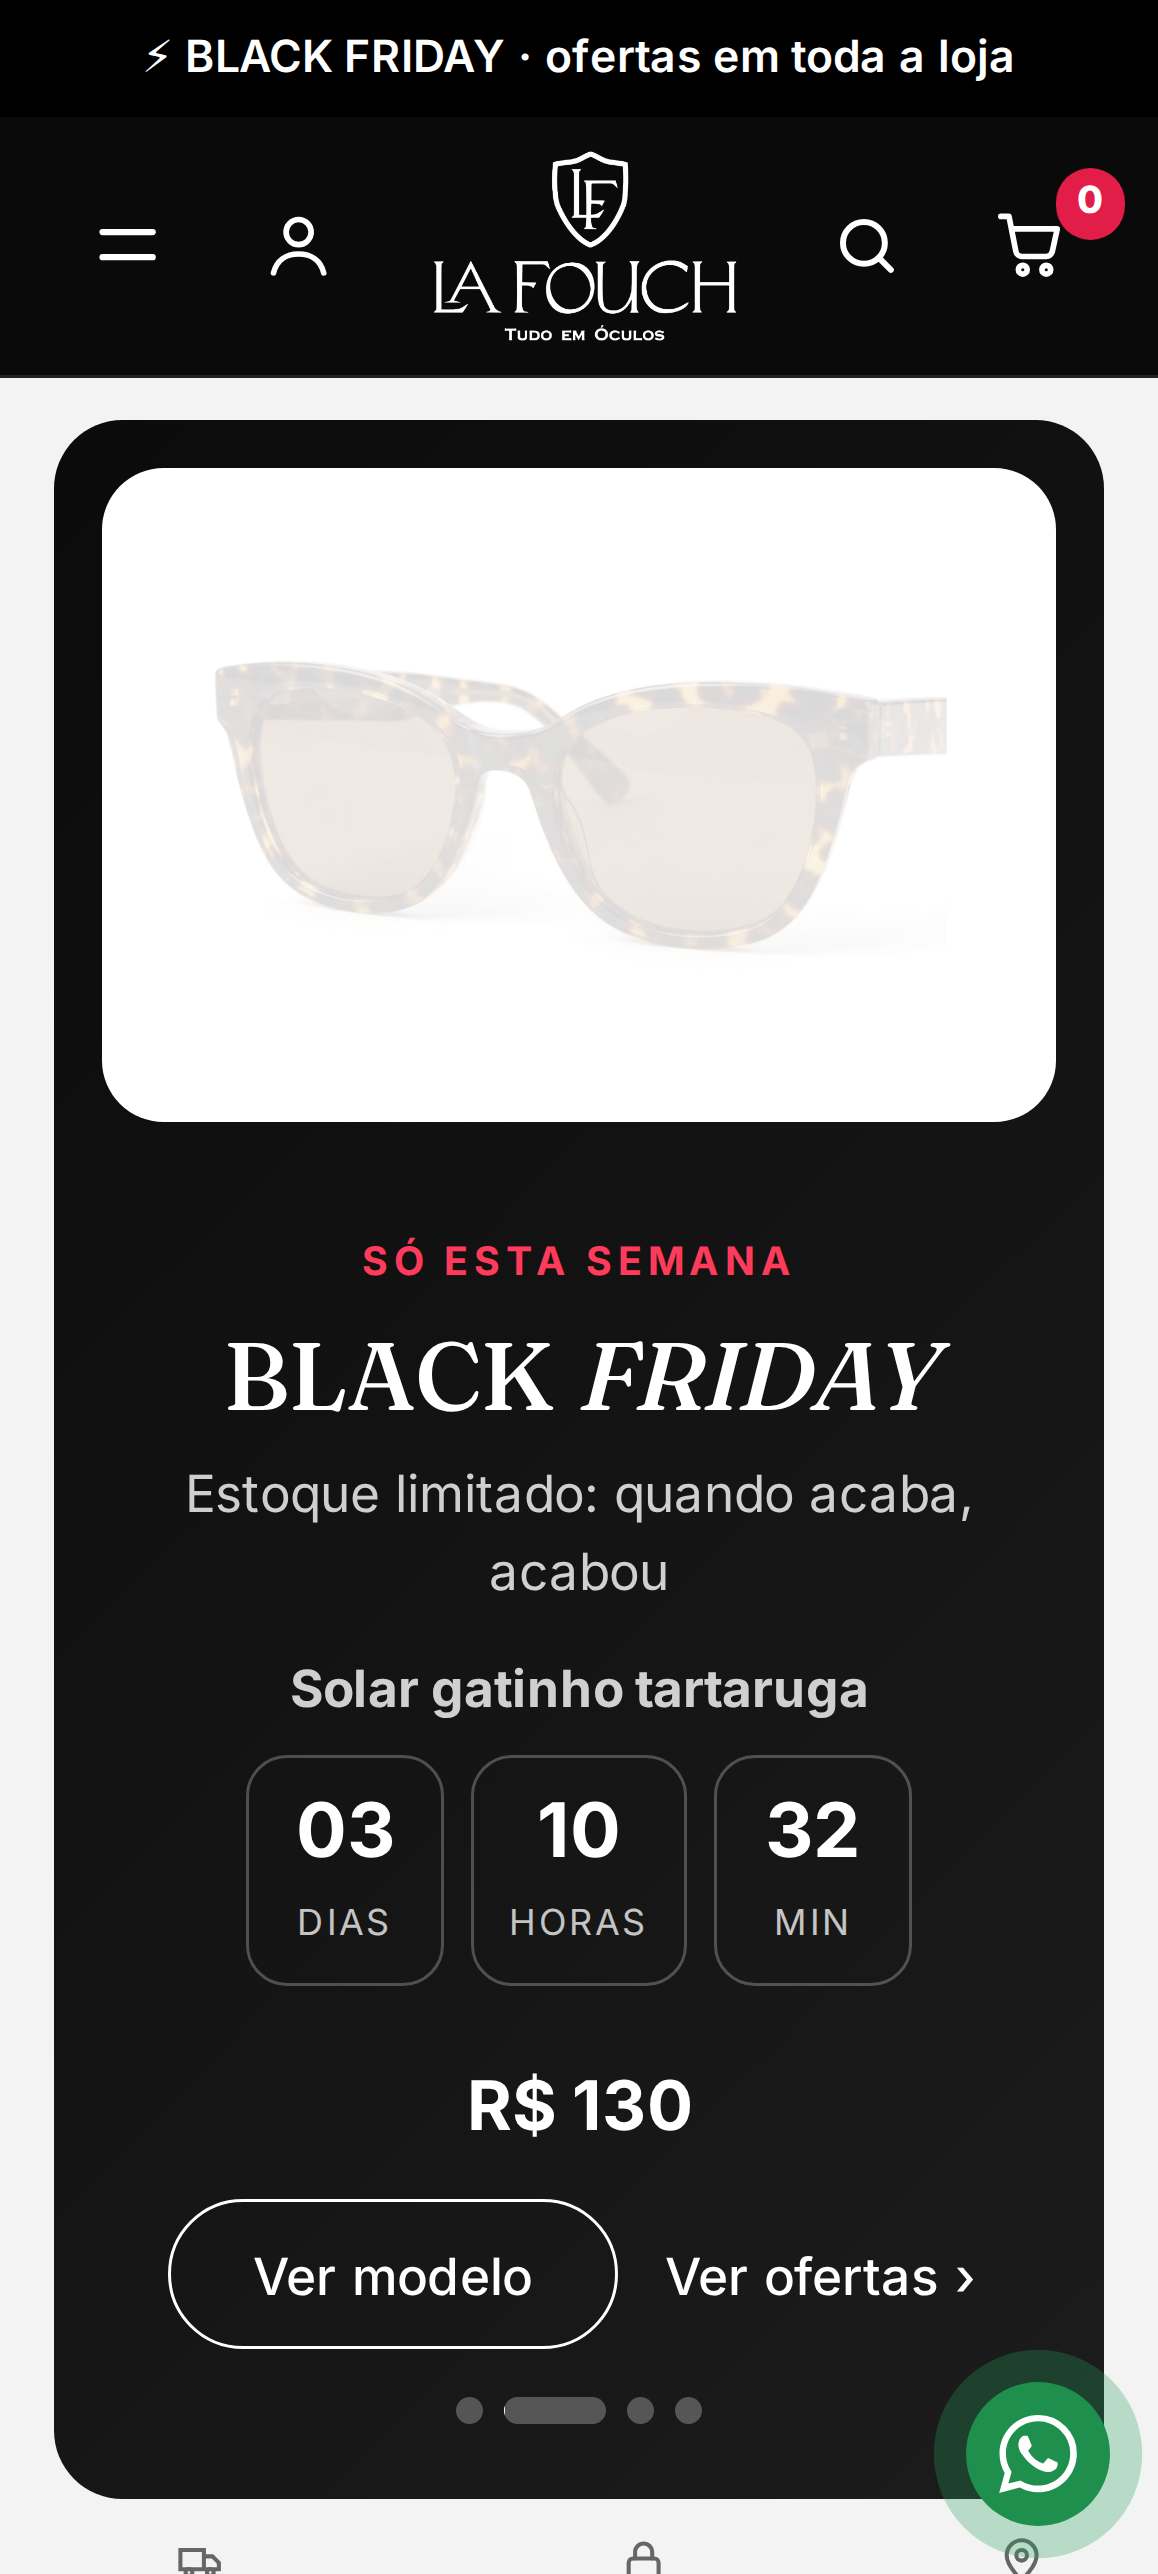 ⚡ BLACK FRIDAY · ofertas em toda a loja
LF
0
LA FOUCH
Tudo em Óculos
SÓ ESTA SEMANA
BLACK FRIDAY
Estoque limitado: quando acaba,
acabou
Solar gatinho tartaruga
03 10 32
DIAS HORAS MIN
R$ 130
Ver modelo Ver ofertas ›